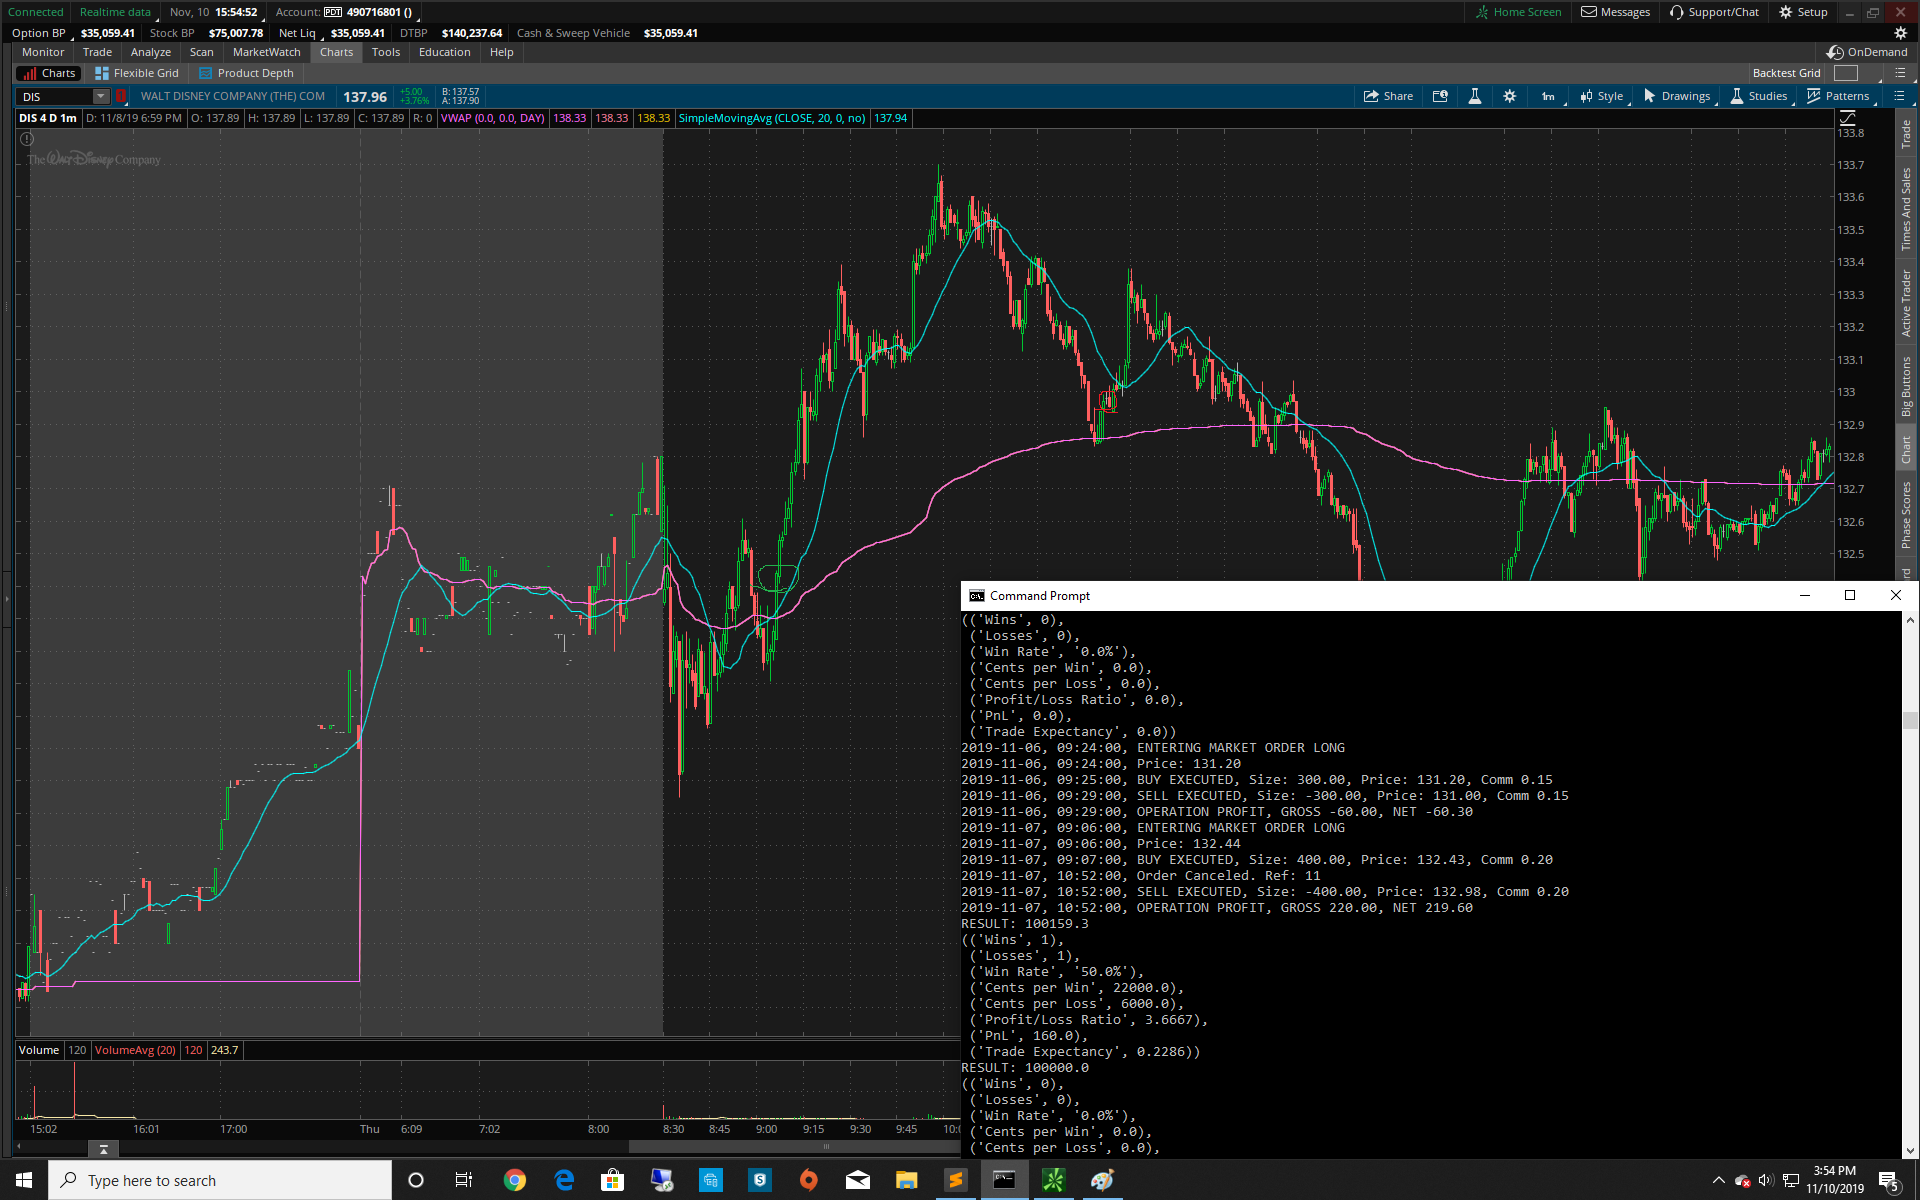 Connected Realtime data Nov, 10 15:54:52 Account: PDT 490716801 () Home Screen Messages Support/Chat Setup
Option BP $35,059.41 Stock BP $75,007.78 Net Liq $35,059.41 DTBP $140,237.64 Cash & Sweep Vehicle $35,059.41
Monitor Trade Analyze Scan MarketWatch Charts Tools Education Help OnDemand
Charts Flexible Grid Product Depth Backtest Grid
DIS WALT DISNEY COMPANY (THE) COM 137.96 +5.00 +3.76% B: 137.57 A: 137.90 Share 1m Style Drawings Studies Patterns
DIS 4 D 1m D: 11/8/19 6:59 PM O: 137.89 H: 137.89 L: 137.89 C: 137.89 R: 0 VWAP (0.0, 0.0, DAY) 138.33 138.33 138.33 SimpleMovingAvg (CLOSE, 20, 0, no) 137.94
The Walt Disney Company
133.8
133.7
133.6
133.5
133.4
133.3
133.2
133.1
133
132.9
132.8
132.7
132.6
132.5
Trade
Times And Sales
Active Trader
Big Buttons
Chart
Phase Scores
Command Prompt
(('Wins', 0),
('Losses', 0),
('Win Rate', '0.0%'),
('Cents per Win', 0.0),
('Cents per Loss', 0.0),
('Profit/Loss Ratio', 0.0),
('PnL', 0.0),
('Trade Expectancy', 0.0))
2019-11-06, 09:24:00, ENTERING MARKET ORDER LONG
2019-11-06, 09:24:00, Price: 131.20
2019-11-06, 09:25:00, BUY EXECUTED, Size: 300.00, Price: 131.20, Comm 0.15
2019-11-06, 09:29:00, SELL EXECUTED, Size: -300.00, Price: 131.00, Comm 0.15
2019-11-06, 09:29:00, OPERATION PROFIT, GROSS -60.00, NET -60.30
2019-11-07, 09:06:00, ENTERING MARKET ORDER LONG
2019-11-07, 09:06:00, Price: 132.44
2019-11-07, 09:07:00, BUY EXECUTED, Size: 400.00, Price: 132.43, Comm 0.20
2019-11-07, 10:52:00, Order Canceled. Ref: 11
2019-11-07, 10:52:00, SELL EXECUTED, Size: -400.00, Price: 132.98, Comm 0.20
2019-11-07, 10:52:00, OPERATION PROFIT, GROSS 220.00, NET 219.60
RESULT: 100159.3
(('Wins', 1),
('Losses', 1),
('Win Rate', '50.0%'),
('Cents per Win', 22000.0),
('Cents per Loss', 6000.0),
('Profit/Loss Ratio', 3.6667),
('PnL', 160.0),
('Trade Expectancy', 0.2286))
RESULT: 100000.0
(('Wins', 0),
('Losses', 0),
('Win Rate', '0.0%'),
('Cents per Win', 0.0),
('Cents per Loss', 0.0),
Volume 120 VolumeAvg (20) 120 243.7
15:02 16:01 17:00 Thu 6:09 7:02 8:00 8:30 8:45 9:00 9:15 9:30 9:45
Type here to search
3:54 PM
11/10/2019
5